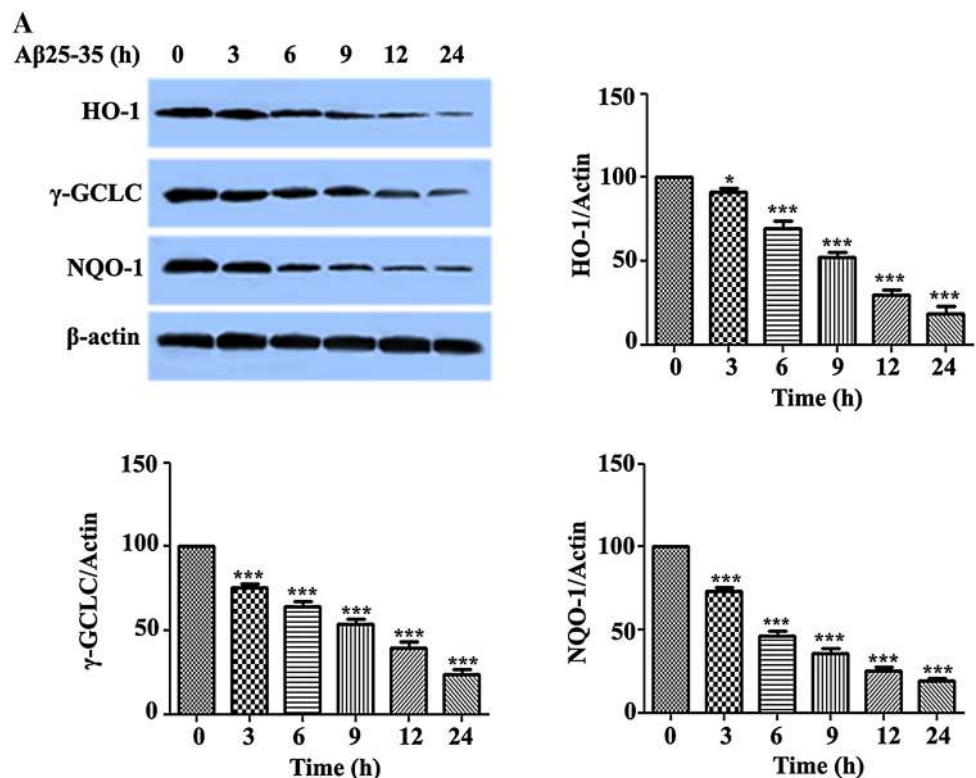 A
Aβ25-35 (h) 0 3 6 9 12 24
HO-1
γ-GCLC
NQO-1
β-actin
150
100
50
0
HO-1/Actin
*
***
***
***
***
0 3 6 9 12 24
Time (h)
150
100
50
0
γ-GCLC/Actin
***
***
***
***
***
0 3 6 9 12 24
Time (h)
150
100
50
0
NQO-1/Actin
***
***
***
***
***
0 3 6 9 12 24
Time (h)